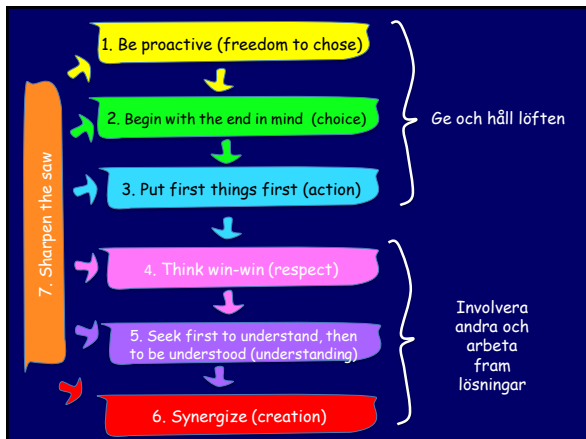 1. Be proactive (freedom to chose)
2. Begin with the end in mind (choice)
3. Put first things first (action)
Ge och håll löften
4. Think win-win (respect)
5. Seek first to understand, then
to be understood (understanding)
6. Synergize (creation)
Involvera
andra och
arbeta
fram
lösningar
7. Sharpen the saw